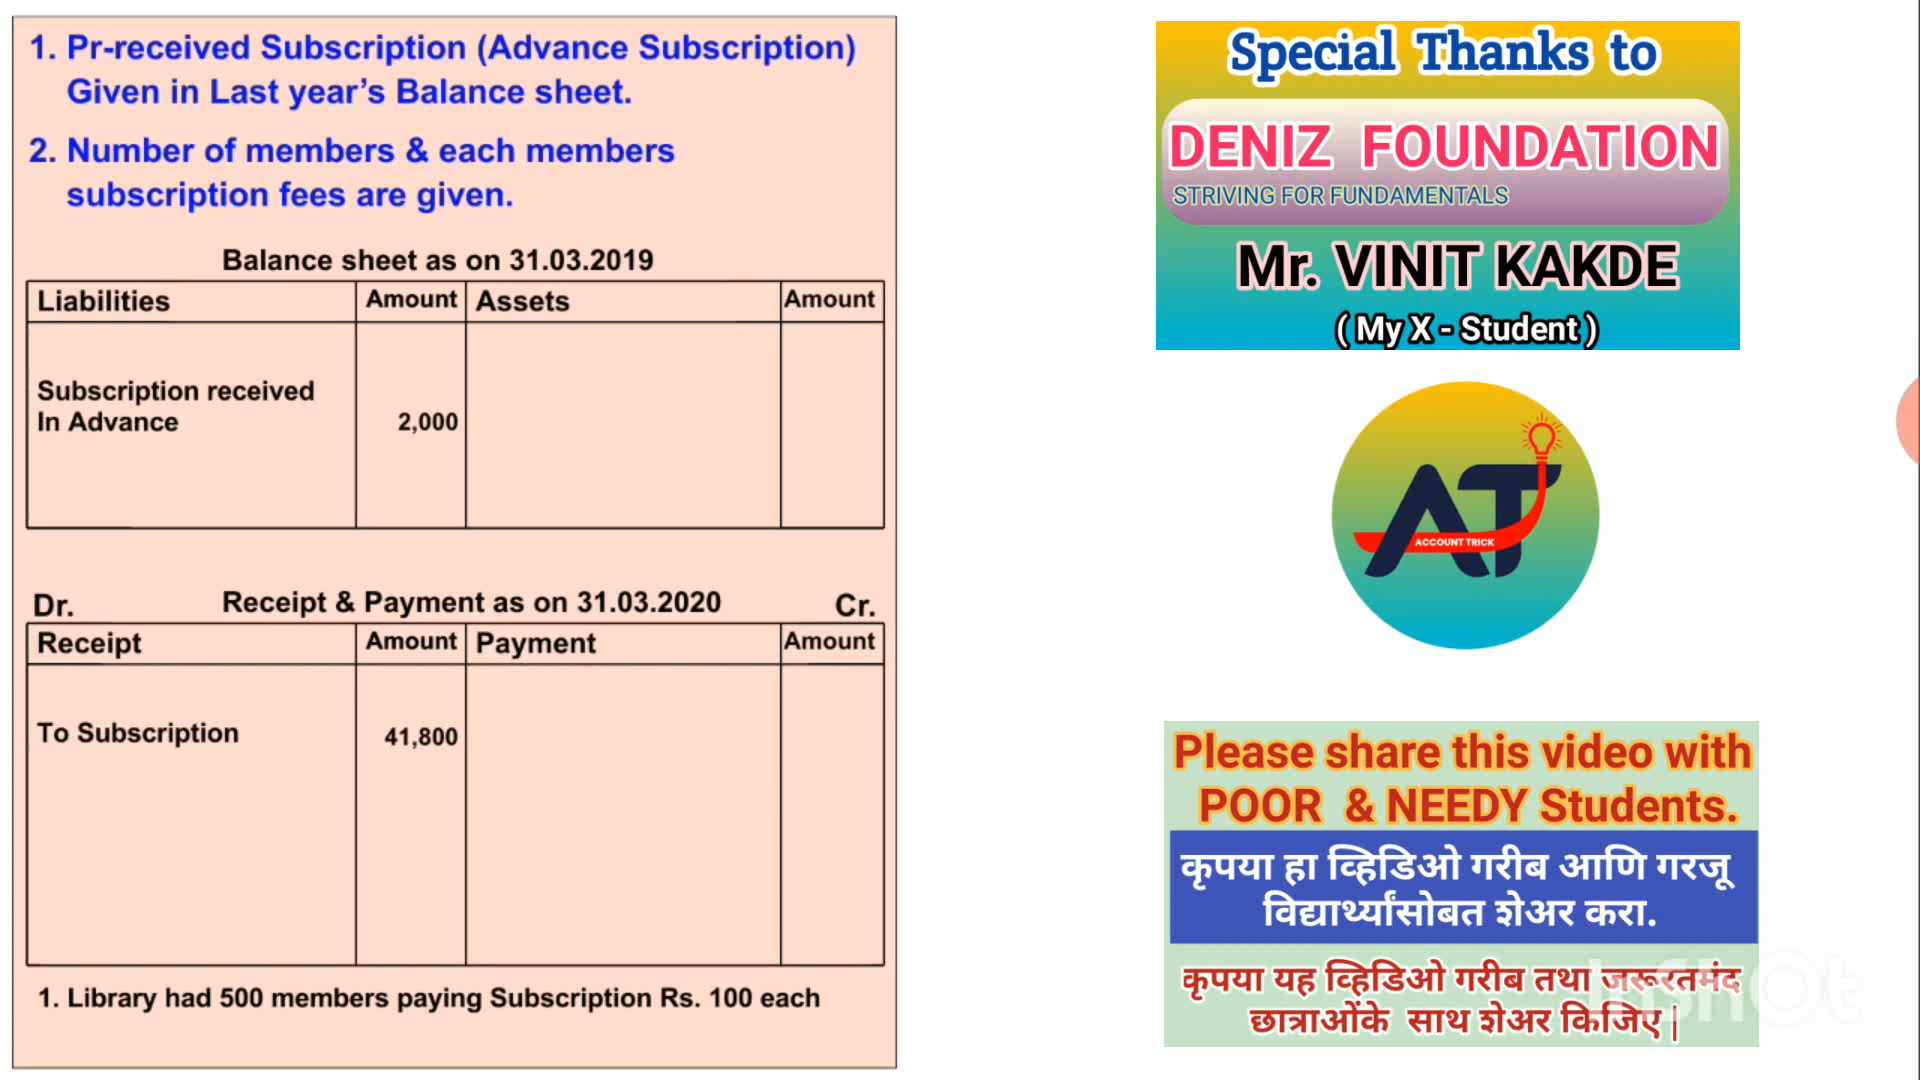 1. Pr-received Subscription (Advance Subscription)
Given in Last year's Balance sheet.
2. Number of members & each members
subscription fees are given.
Balance sheet as on 31.03.2019
Liabilities Amount Assets Amount
Subscription received
In Advance 2,000
Dr. Receipt & Payment as on 31.03.2020 Cr.
Receipt Amount Payment Amount
To Subscription 41,800
1. Library had 500 members paying Subscription Rs. 100 each
Special Thanks to
DENIZ FOUNDATION
STRIVING FOR FUNDAMENTALS
Mr. VINIT KAKDE
( My X - Student )
AT
ACCOUNT TRICK
Please share this video with
POOR & NEEDY Students.
कृपया हा व्हिडिओ गरीब आणि गरजू
विद्यार्थ्यांसोबत शेअर करा.
कृपया यह व्हिडिओ गरीब तथा जरूरतमंद
छात्राओंके साथ शेअर किजिए |
InShOt